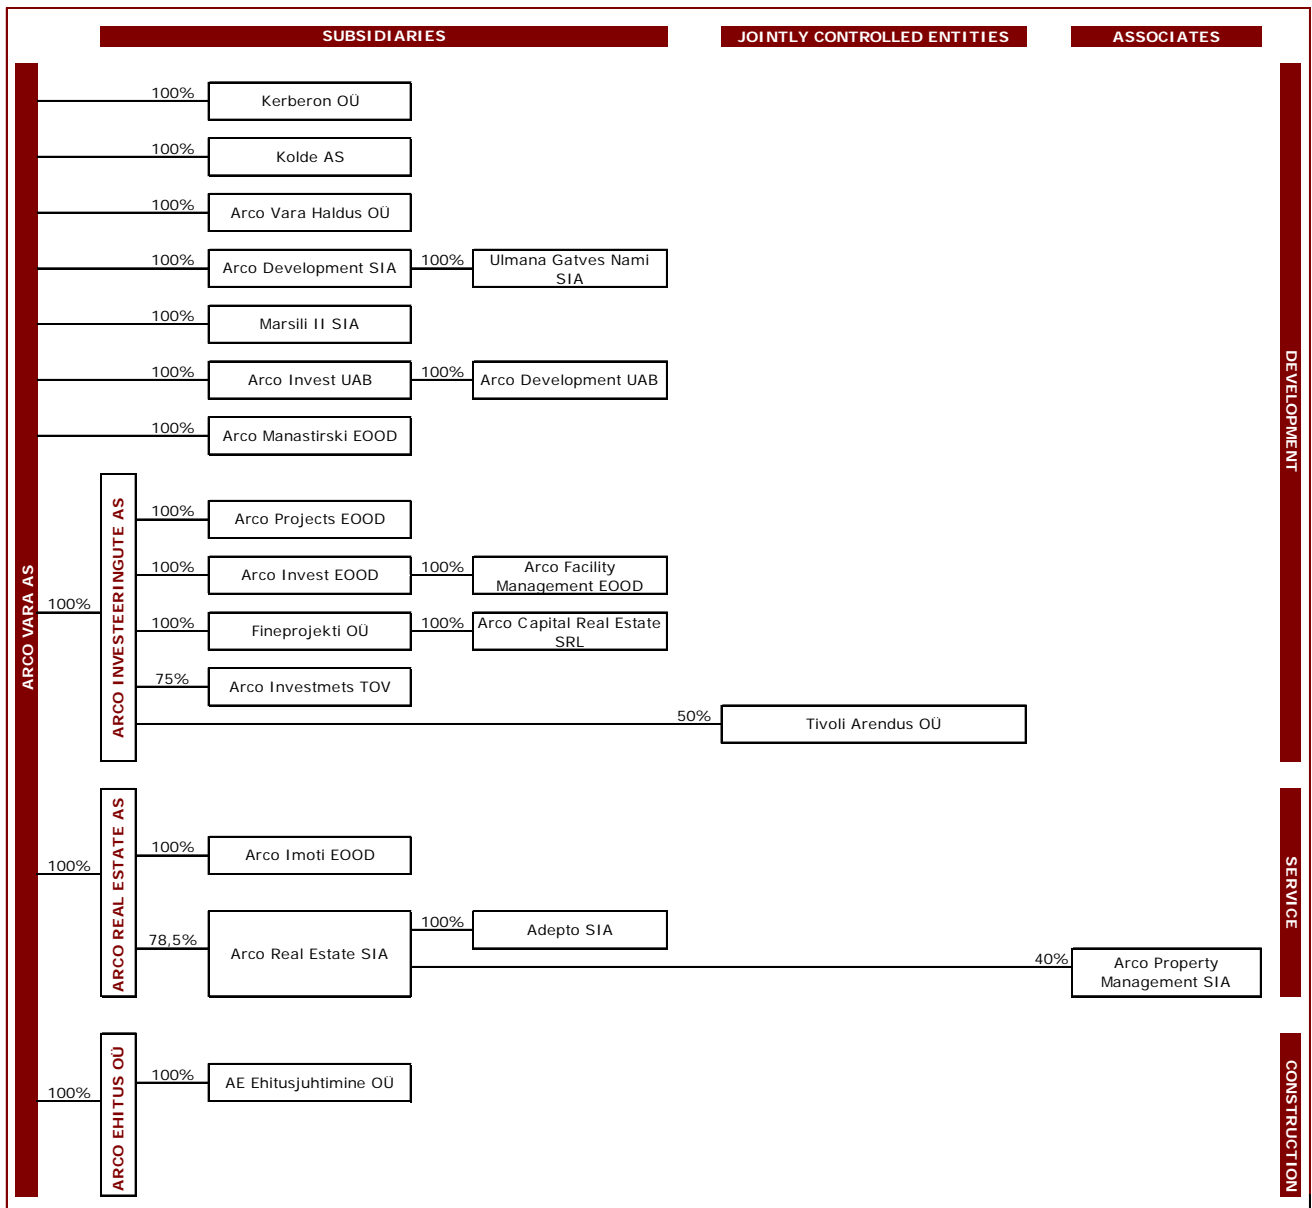 SUBSIDIARIES
JOINTLY CONTROLLED ENTITIES
ASSOCIATES
ARCO VARA AS
DEVELOPMENT
100%
Kerberon OÜ
100%
Kolde AS
100%
Arco Vara Haldus OÜ
100%
Arco Development SIA
100%
Ulmana Gatves Nami
SIA
100%
Marsili II SIA
100%
Arco Invest UAB
100%
Arco Development UAB
100%
Arco Manastirski EOOD
100%
ARCO INVESTEERINGUTE AS
100%
Arco Projects EOOD
100%
Arco Invest EOOD
100%
Arco Facility
Management EOOD
100%
Fineprojekti OÜ
100%
Arco Capital Real Estate
SRL
75%
Arco Investmets TOV
50%
Tivoli Arendus OÜ
100%
ARCO REAL ESTATE AS
SERVICE
100%
Arco Imoti EOOD
78,5%
Arco Real Estate SIA
100%
Adepto SIA
40%
Arco Property
Management SIA
100%
ARCO EHITUS OÜ
CONSTRUCTION
100%
AE Ehitusjuhtimine OÜ